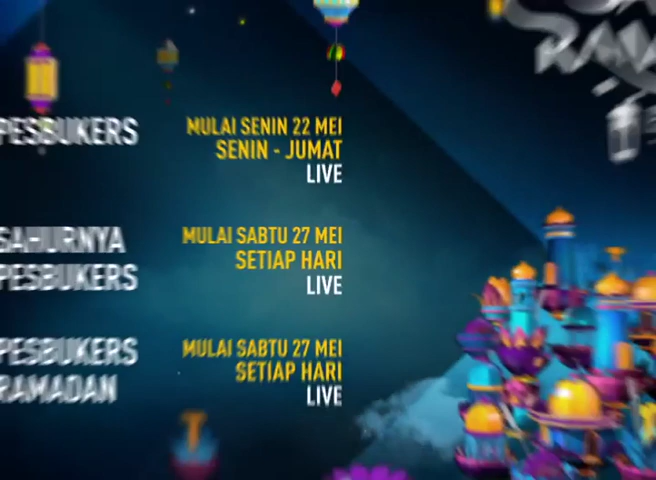 PESBUKERS
MULAI SENIN 22 MEI
SENIN - JUMAT
LIVE
SAHURNYA
PESBUKERS
MULAI SABTU 27 MEI
SETIAP HARI
LIVE
PESBUKERS
RAMADAN
MULAI SABTU 27 MEI
SETIAP HARI
LIVE